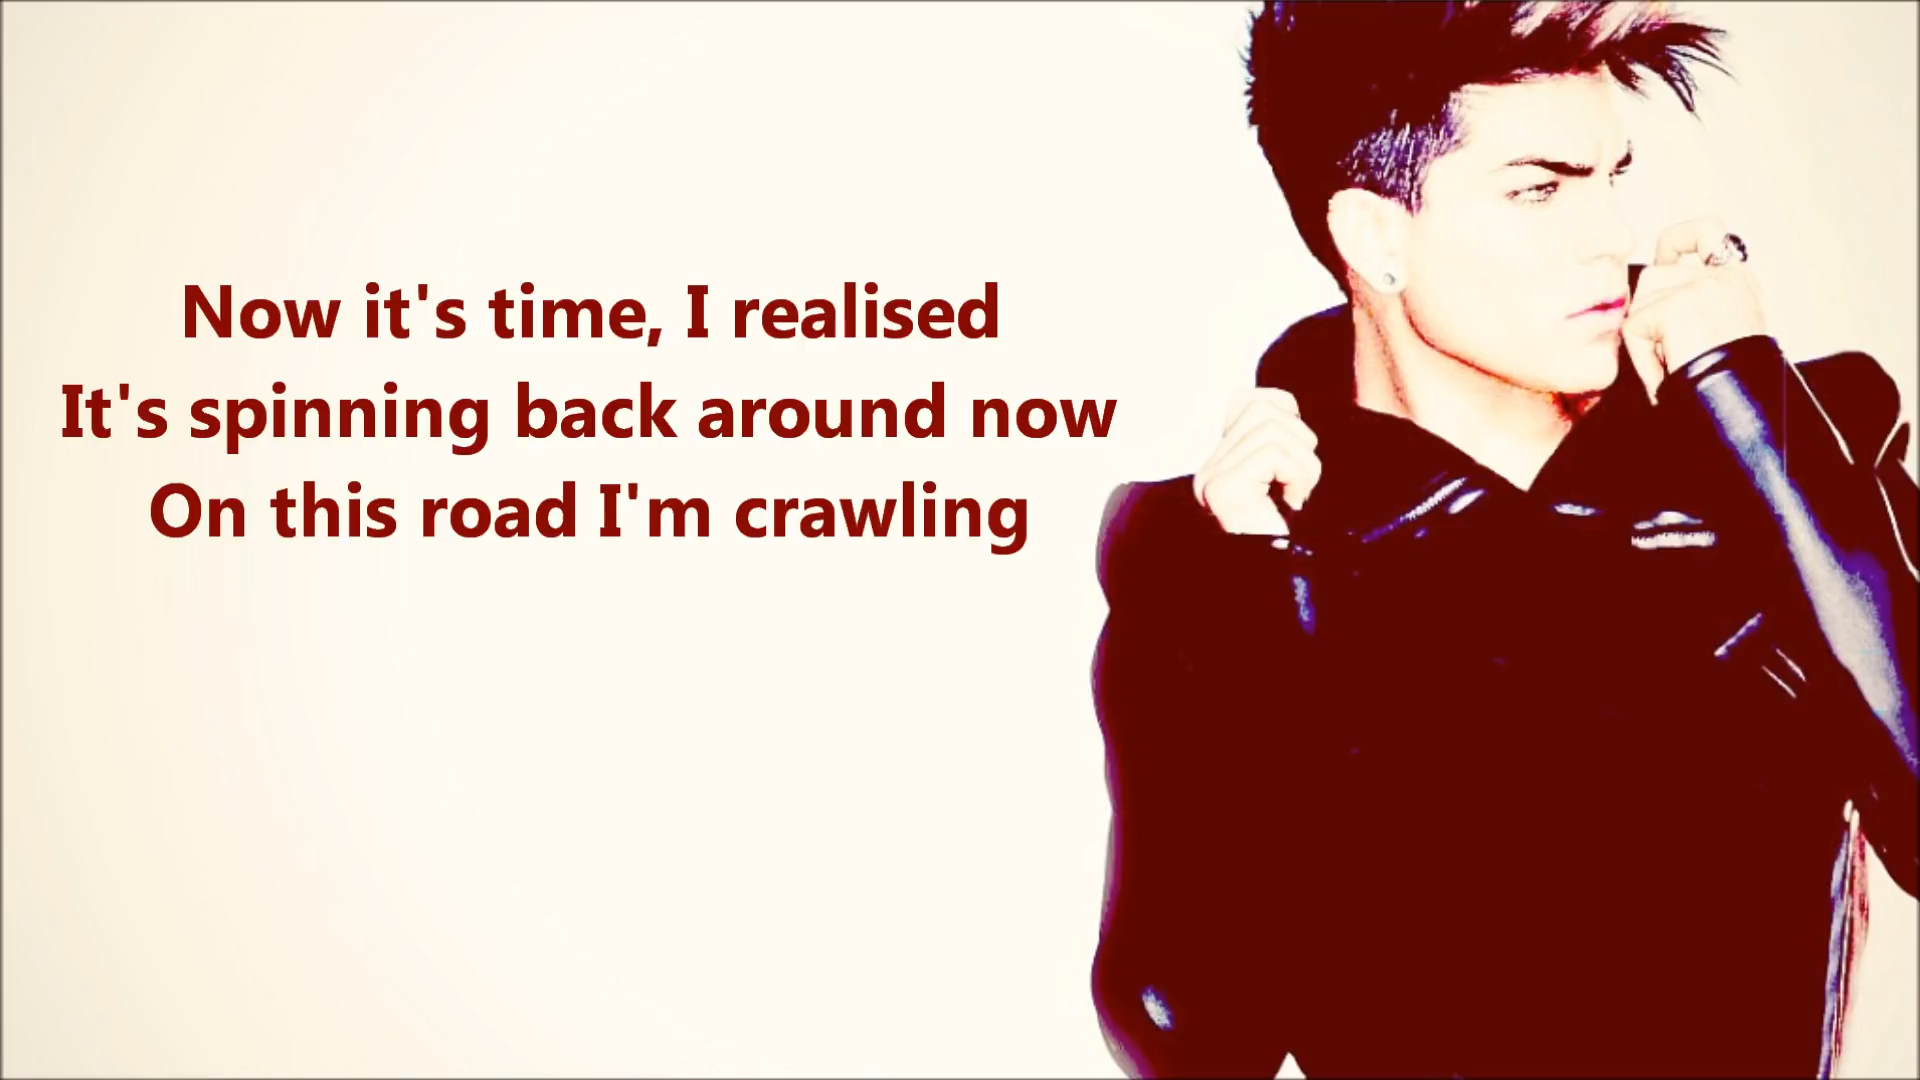 Now it's time, I realised
It's spinning back around now
On this road I'm crawling